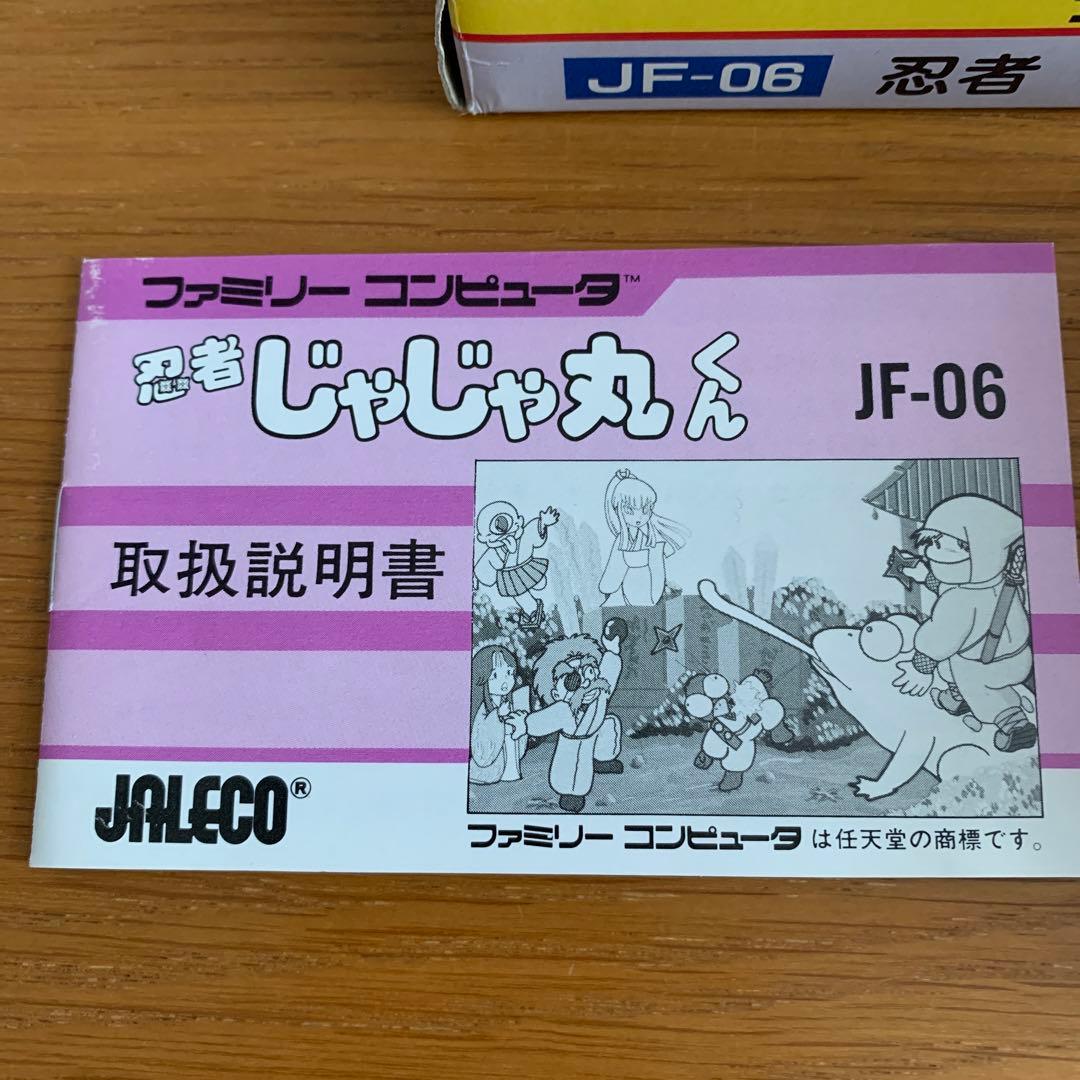 JF-06 忍者
ファミリー コンピュータ™
忍者じゃじゃ丸くん
JF-06
取扱説明書
JALECO®
ファミリー コンピュータは任天堂の商標です。